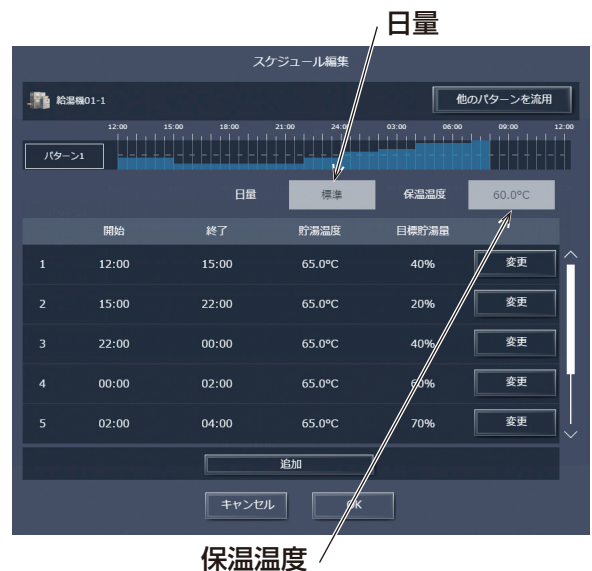 日量
スケジュール編集
給湯機01-1
他のパターンを流用
12:00 15:00 18:00 21:00 24:00 03:00 06:00 09:00 12:00
パターン1
日量 標準 保温温度 60.0°C
開始 終了 貯湯温度 目標貯湯量
1 12:00 15:00 65.0°C 40% 変更
2 15:00 22:00 65.0°C 20% 変更
3 22:00 00:00 65.0°C 40% 変更
4 00:00 02:00 65.0°C 60% 変更
5 02:00 04:00 65.0°C 70% 変更
追加
キャンセル OK
保温温度